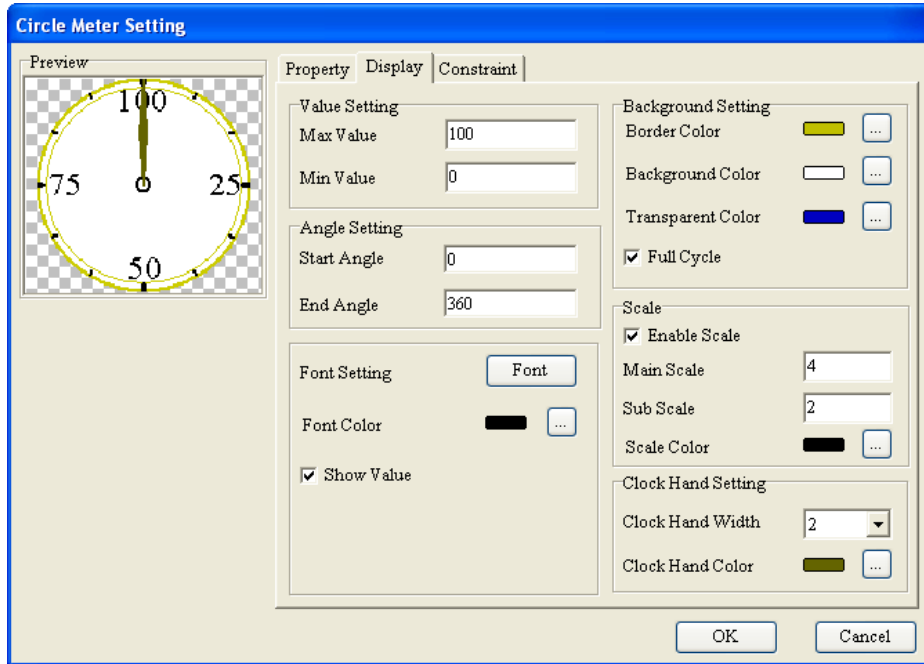 Circle Meter Setting
Preview
100
75
25
50
Property
Display
Constraint
Value Setting
Max Value
100
Min Value
0
Angle Setting
Start Angle
0
End Angle
360
Font Setting
Font
Font Color
...
Show Value
Background Setting
Border Color
...
Background Color
...
Transparent Color
...
Full Cycle
Scale
Enable Scale
Main Scale
4
Sub Scale
2
Scale Color
...
Clock Hand Setting
Clock Hand Width
2
Clock Hand Color
...
OK
Cancel